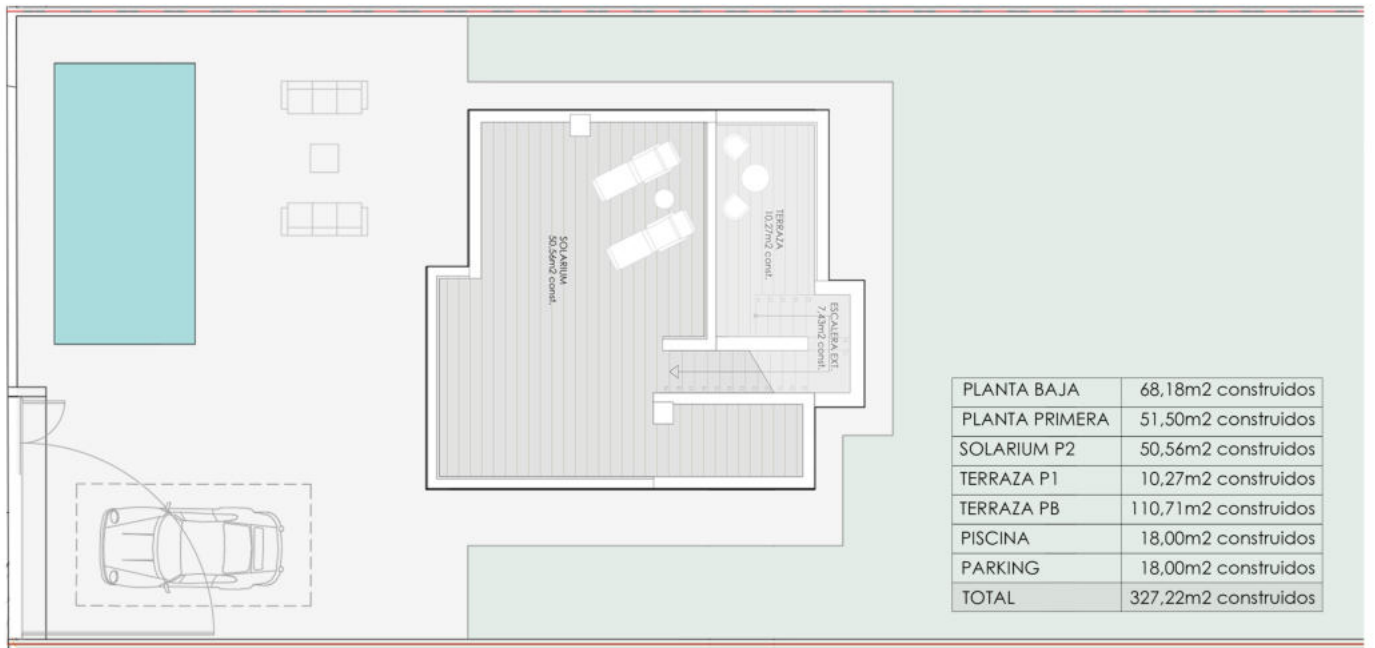 SOLARIUM
50,56m2 const.
TERRAZA
10,27m2 const.
ESCALERA EXT.
7,43m2 const.
PLANTA BAJA 68,18m2 construidos
PLANTA PRIMERA 51,50m2 construidos
SOLARIUM P2 50,56m2 construidos
TERRAZA P1 10,27m2 construidos
TERRAZA PB 110,71m2 construidos
PISCINA 18,00m2 construidos
PARKING 18,00m2 construidos
TOTAL 327,22m2 construidos